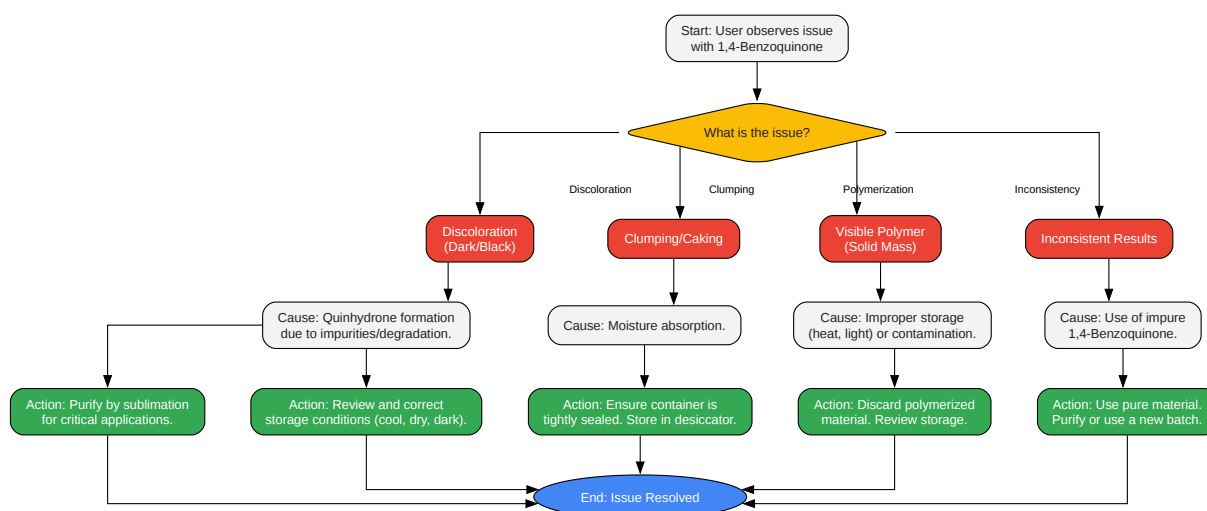 Start: User observes issue
with 1,4-Benzoquinone
What is the issue?
Discoloration
Clumping
Polymerization
Inconsistency
Discoloration
(Dark/Black)
Clumping/Caking
Visible Polymer
(Solid Mass)
Inconsistent Results
Cause: Quinhydrone formation
due to impurities/degradation.
Cause: Moisture absorption.
Cause: Improper storage
(heat, light) or contamination.
Cause: Use of impure
1,4-Benzoquinone.
Action: Purify by sublimation
for critical applications.
Action: Review and correct
storage conditions (cool, dry, dark).
Action: Ensure container is
tightly sealed. Store in desiccator.
Action: Discard polymerized
material. Review storage.
Action: Use pure material.
Purify or use a new batch.
End: Issue Resolved